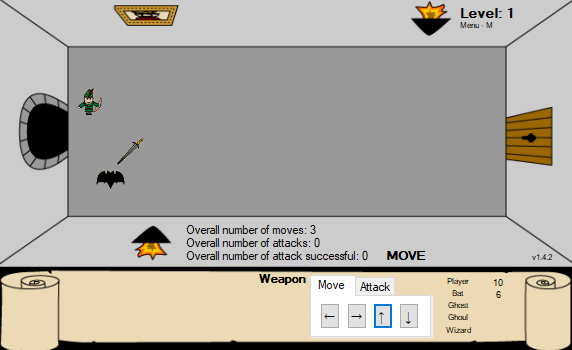 Level: 1
Menu - M
Overall number of moves: 3
Overall number of attacks: 0
Overall number of attack successful: 0
MOVE
v1.4.2
Weapon
Move
Attack
← → ↑ ↓
Player 10
Bat 6
Ghost
Ghoul
Wizard